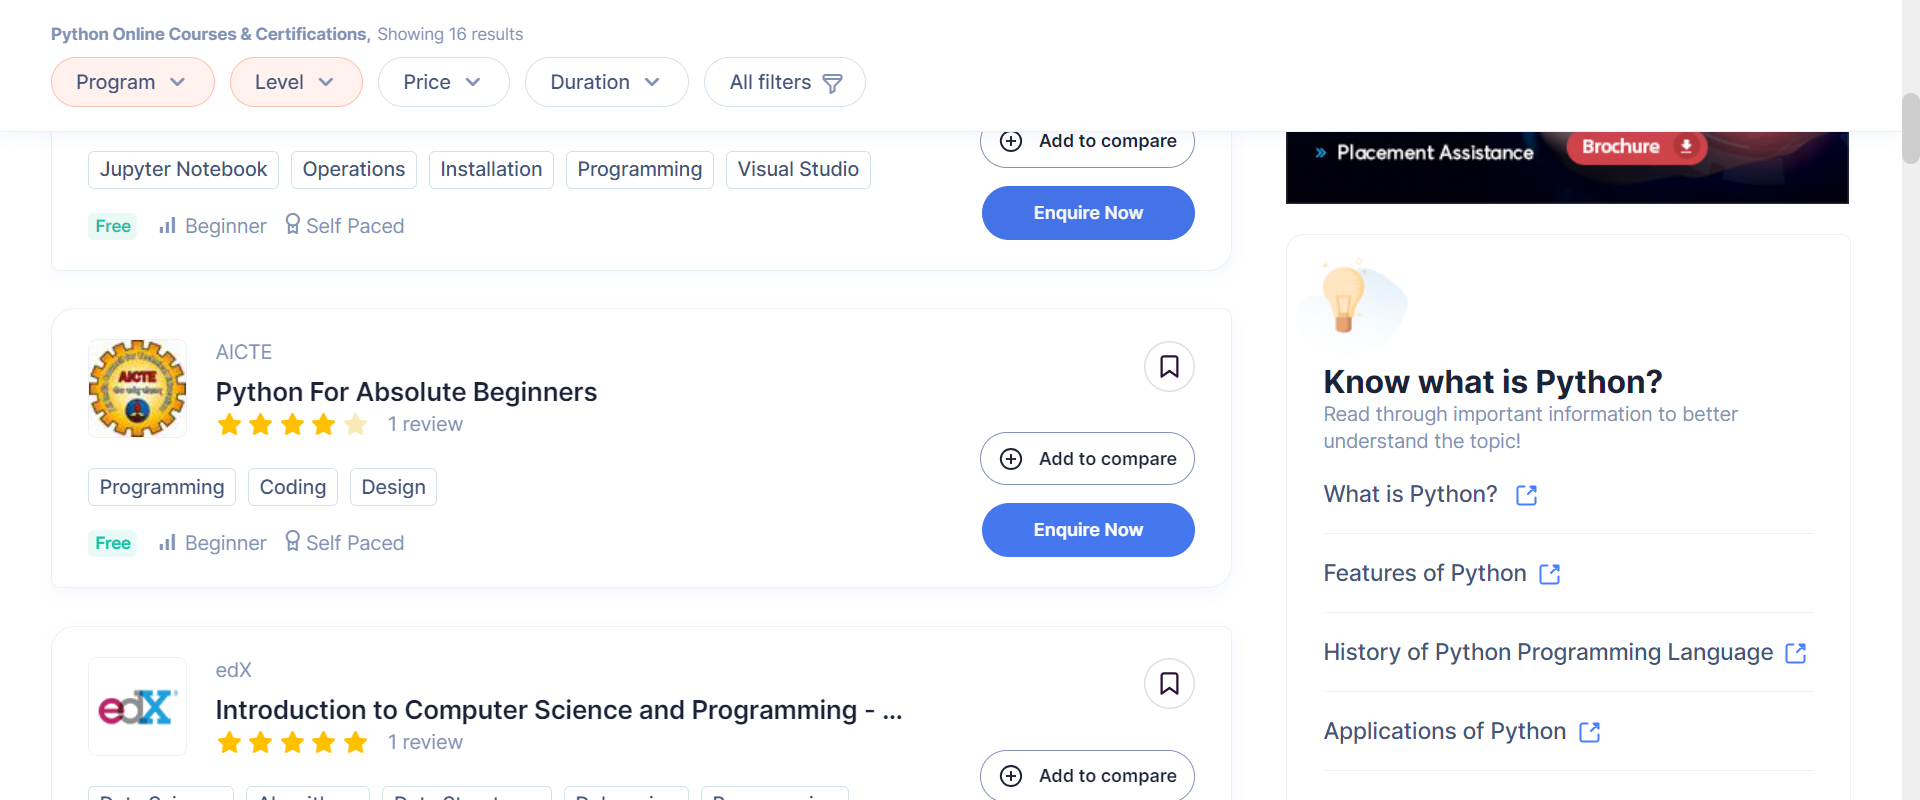 Python Online Courses & Certifications, Showing 16 results
Program
Level
Price
Duration
All filters
Add to compare
Jupyter Notebook
Operations
Installation
Programming
Visual Studio
Enquire Now
Free
Beginner
Self Paced
AICTE
AICTE
Python For Absolute Beginners
1 review
Add to compare
Programming
Coding
Design
Enquire Now
Free
Beginner
Self Paced
edX
edX
Introduction to Computer Science and Programming - ...
1 review
Add to compare
» Placement Assistance
Brochure
Know what is Python?
Read through important information to better
understand the topic!
What is Python?
Features of Python
History of Python Programming Language
Applications of Python